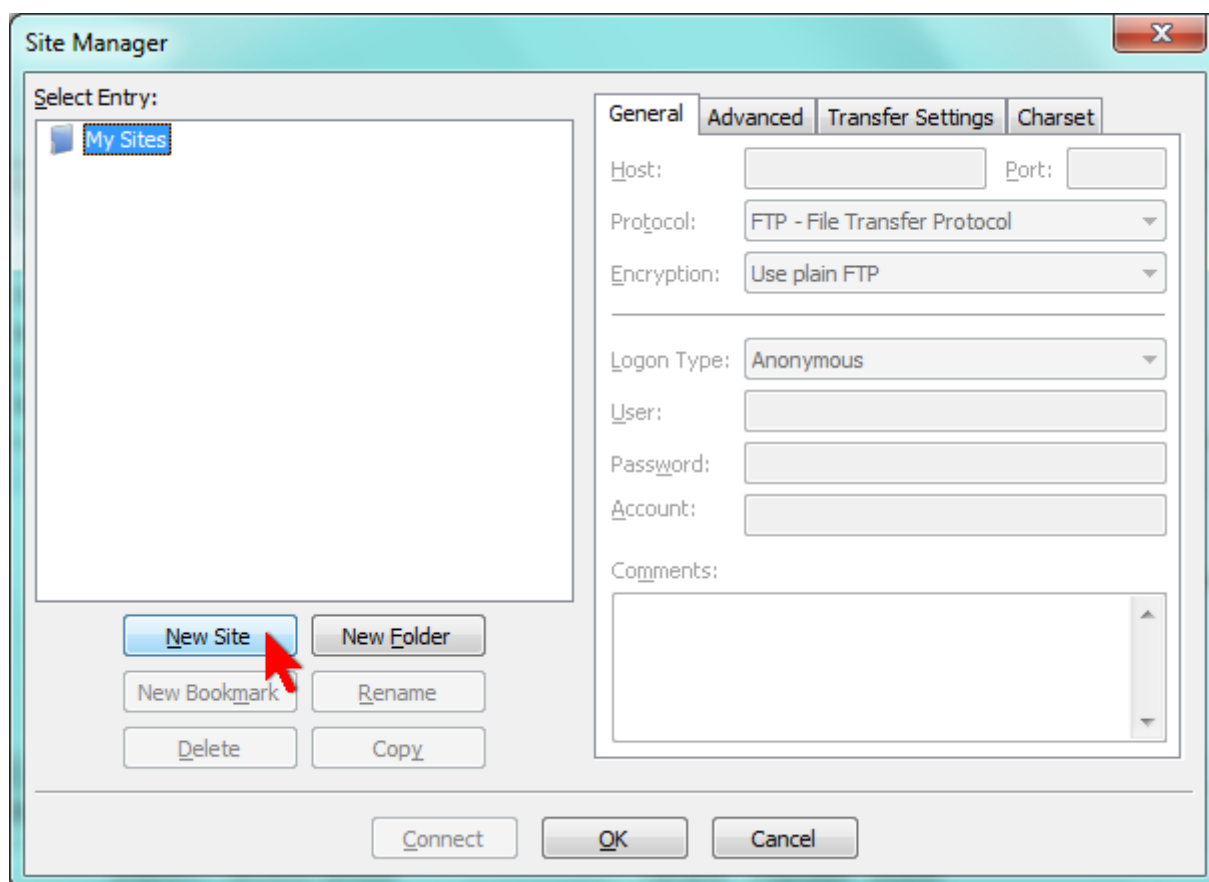 Site Manager
X
Select Entry:
My Sites
General Advanced Transfer Settings Charset
Host: Port:
Protocol: FTP - File Transfer Protocol
Encryption: Use plain FTP
Logon Type: Anonymous
User:
Password:
Account:
Comments:
New Site New Folder
New Bookmark Rename
Delete Copy
Connect OK Cancel